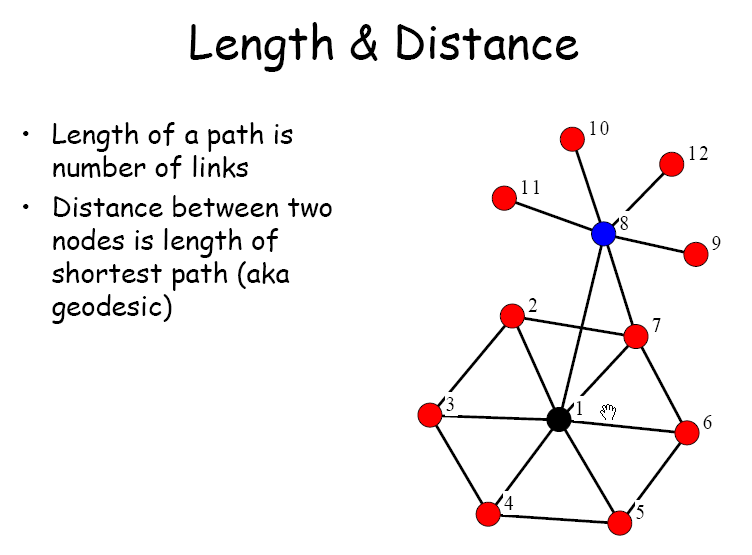 Length & Distance
• Length of a path is
number of links
• Distance between two
nodes is length of
shortest path (aka
geodesic)
10
12
11
8
9
2
7
3
1
6
4
5